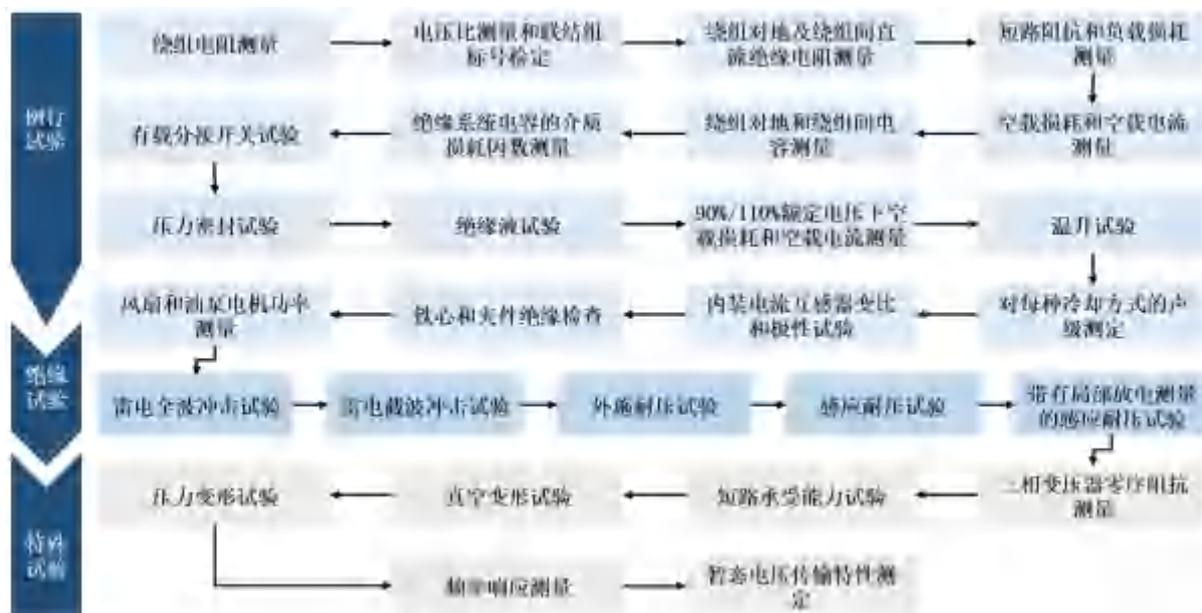 例行
试验
绕组电阻测量
电压比测量和联结组
标号检定
绕组对地及绕组间直
流绝缘电阻测量
短路阻抗和负载损耗
测量
有载分接开关试验
绝缘系统电容的介质
损耗因数测量
绕组对地和绕组间电
容测量
空载损耗和空载电流
测量
压力密封试验
绝缘液试验
90%/110%额定电压下空
载损耗和空载电流测量
温升试验
风扇和油泵电机功率
测量
铁心和夹件绝缘检查
内装电流互感器变比
和极性试验
对每种冷却方式的声
级测定
绝缘
试验
雷电全波冲击试验
雷电截波冲击试验
外施耐压试验
感应耐压试验
带有局部放电测量
的感应耐压试验
特殊
试验
压力变形试验
真空变形试验
短路承受能力试验
三相变压器零序阻抗
测量
频率响应测量
暂态电压传输特性测
定